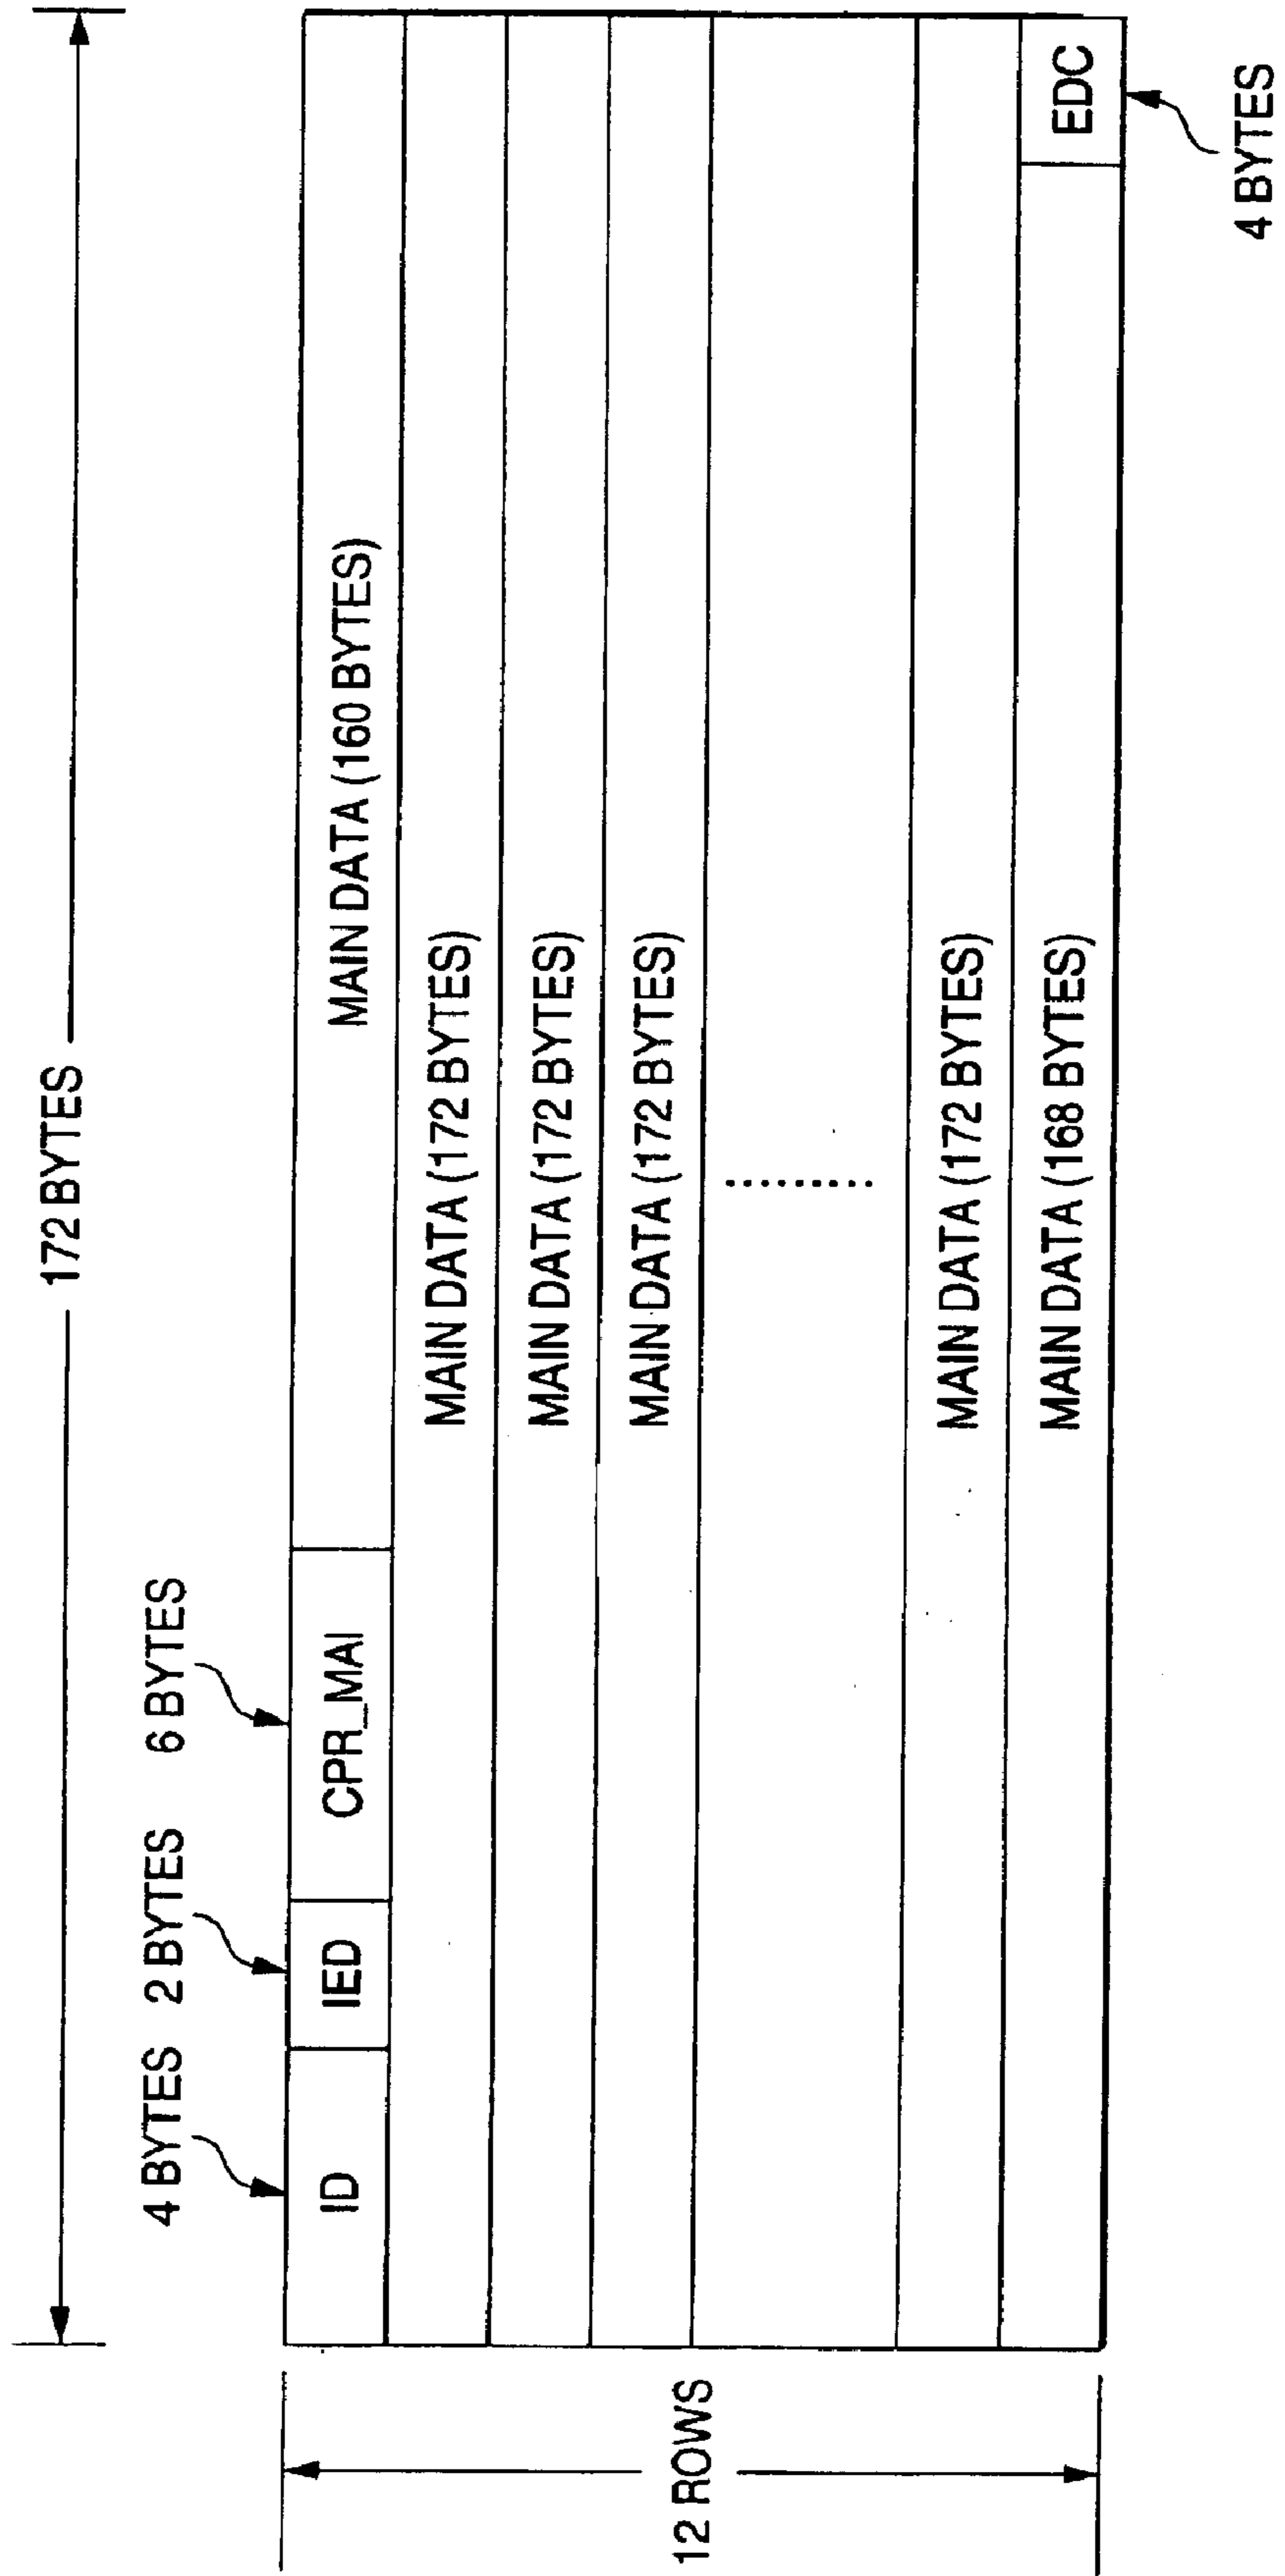 172 BYTES
4 BYTES 2 BYTES 6 BYTES
ID IED CPR_MAI MAIN DATA (160 BYTES)
MAIN DATA (172 BYTES)
MAIN DATA (172 BYTES)
MAIN DATA (172 BYTES)
..........
MAIN DATA (172 BYTES)
MAIN DATA (168 BYTES) EDC
12 ROWS
4 BYTES